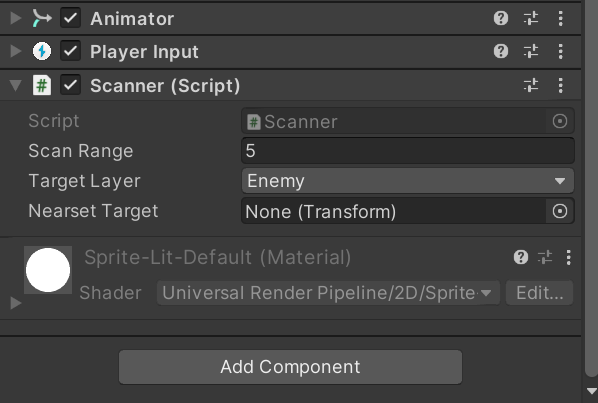 Animator
Player Input
Scanner (Script)
Script # Scanner
Scan Range 5
Target Layer Enemy
Nearset Target None (Transform)
Sprite-Lit-Default (Material)
Shader Universal Render Pipeline/2D/Sprite Edit...
Add Component